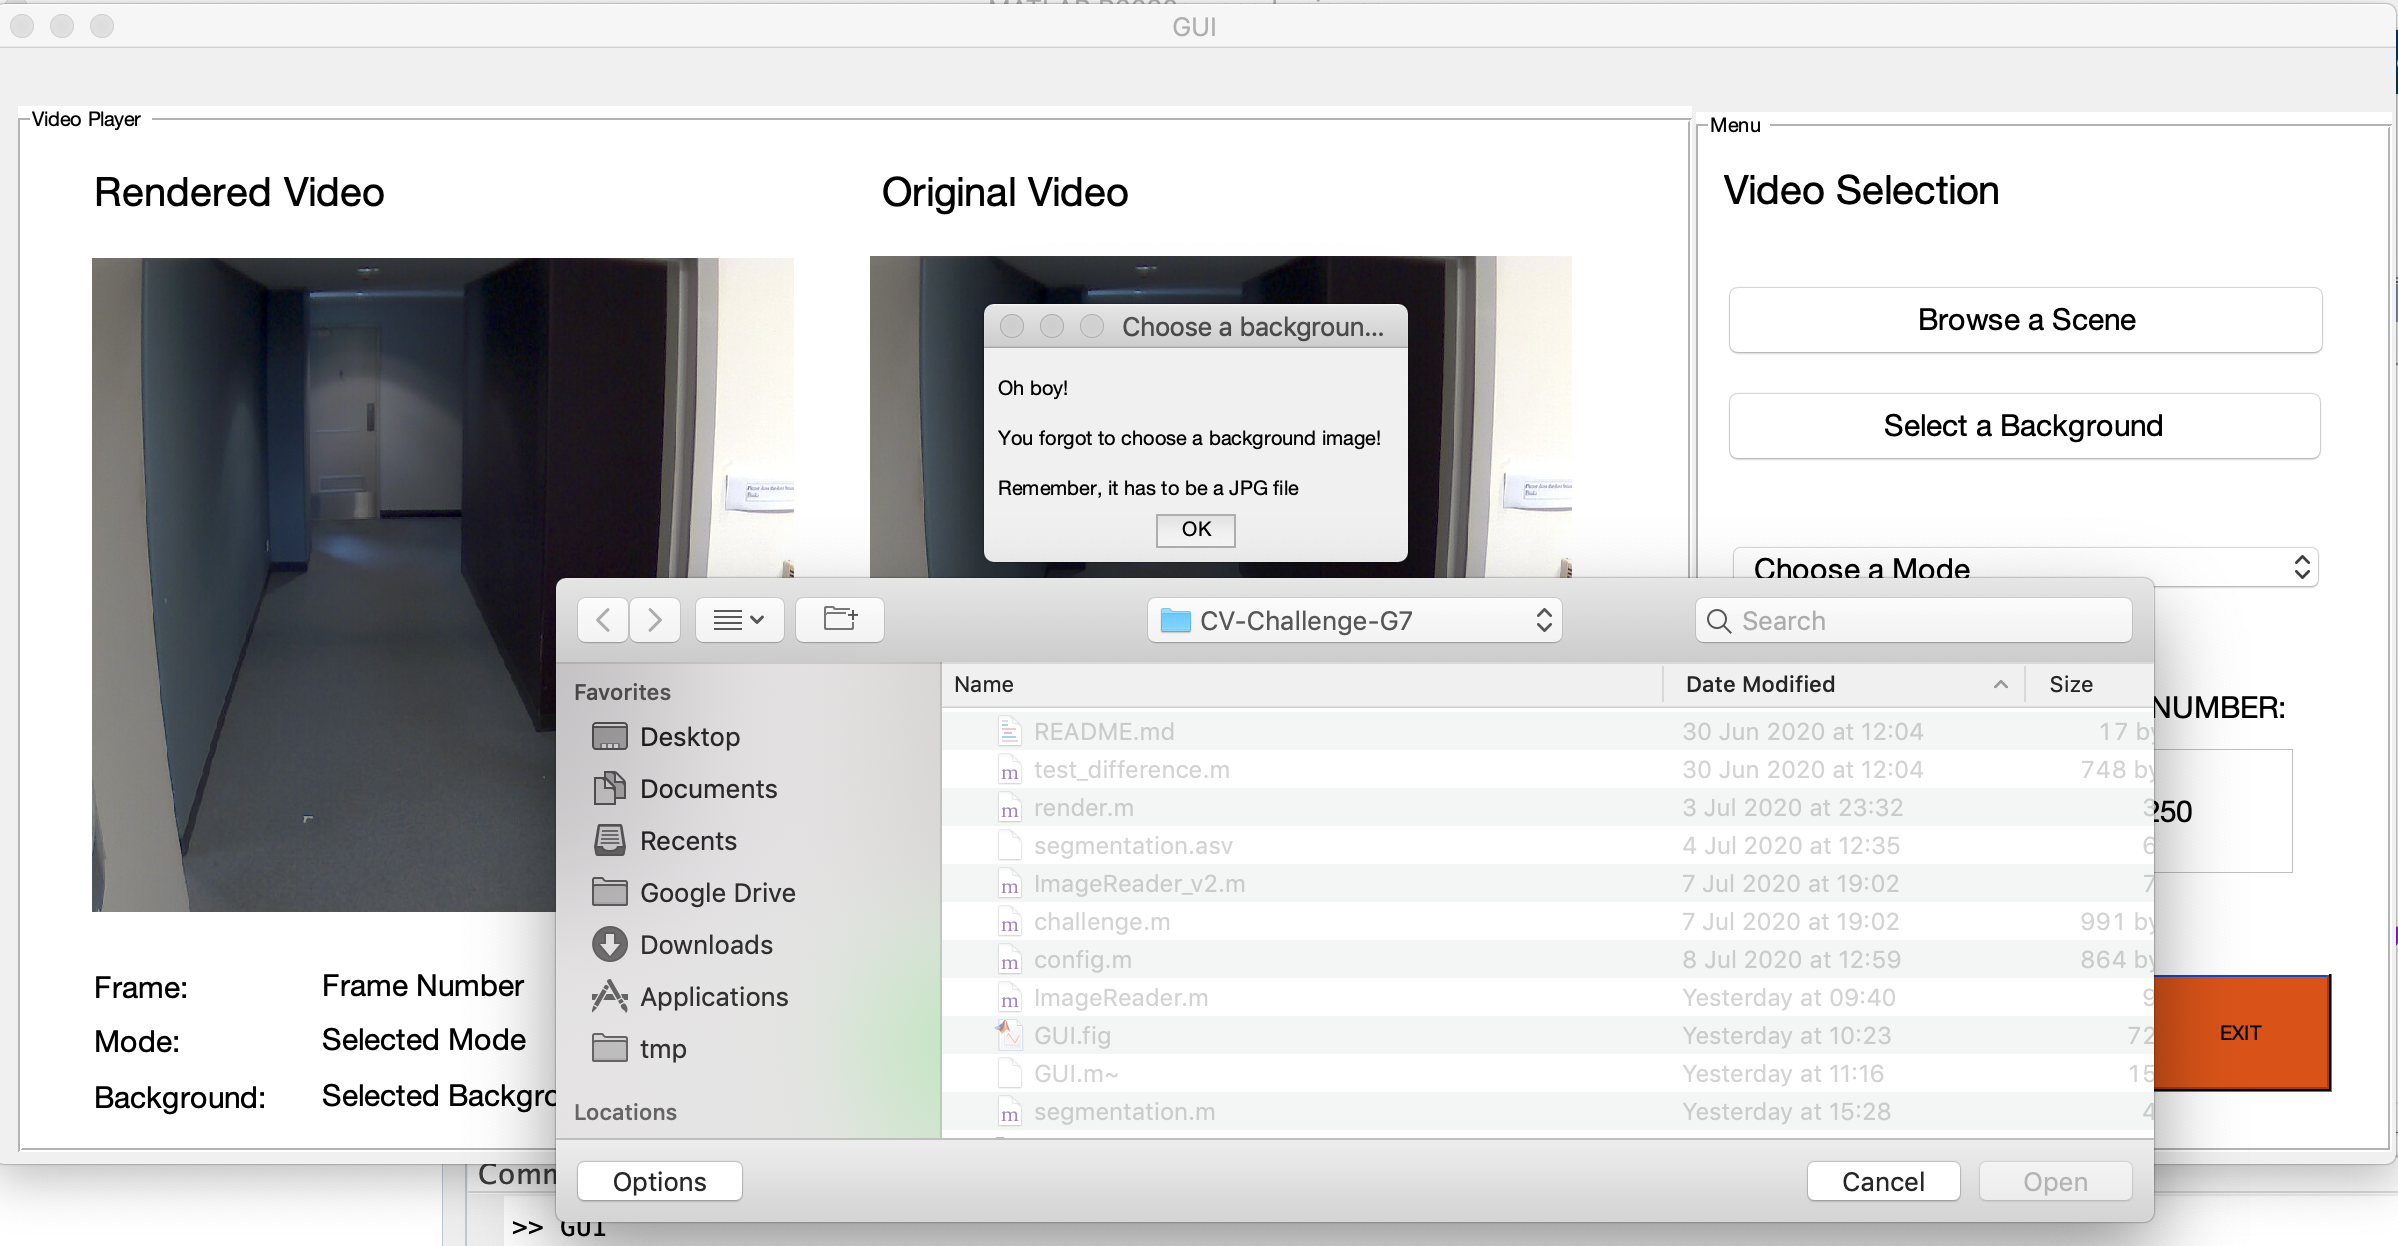 GUI
Video Player
Menu
Rendered Video
Original Video
Video Selection
Browse a Scene
Select a Background
Choose a Mode
Choose a backgroun...
Oh boy!
You forgot to choose a background image!
Remember, it has to be a JPG file
OK
CV-Challenge-G7
Search
Favorites
Desktop
Documents
Recents
Google Drive
Downloads
Applications
tmp
Locations
Name Date Modified Size
README.md 30 Jun 2020 at 12:04 17 by
test_difference.m 30 Jun 2020 at 12:04 748 by
render.m 3 Jul 2020 at 23:32 3
segmentation.asv 4 Jul 2020 at 12:35 6
ImageReader_v2.m 7 Jul 2020 at 19:02 7
challenge.m 7 Jul 2020 at 19:02 991 by
config.m 8 Jul 2020 at 12:59 864 by
ImageReader.m Yesterday at 09:40 9
GUI.fig Yesterday at 10:23 72
GUI.m~ Yesterday at 11:16 15
segmentation.m Yesterday at 15:28 4
Options
Cancel
Open
NUMBER:
250
EXIT
Frame: Frame Number
Mode: Selected Mode
Background: Selected Backgro
Comm
>> GUI